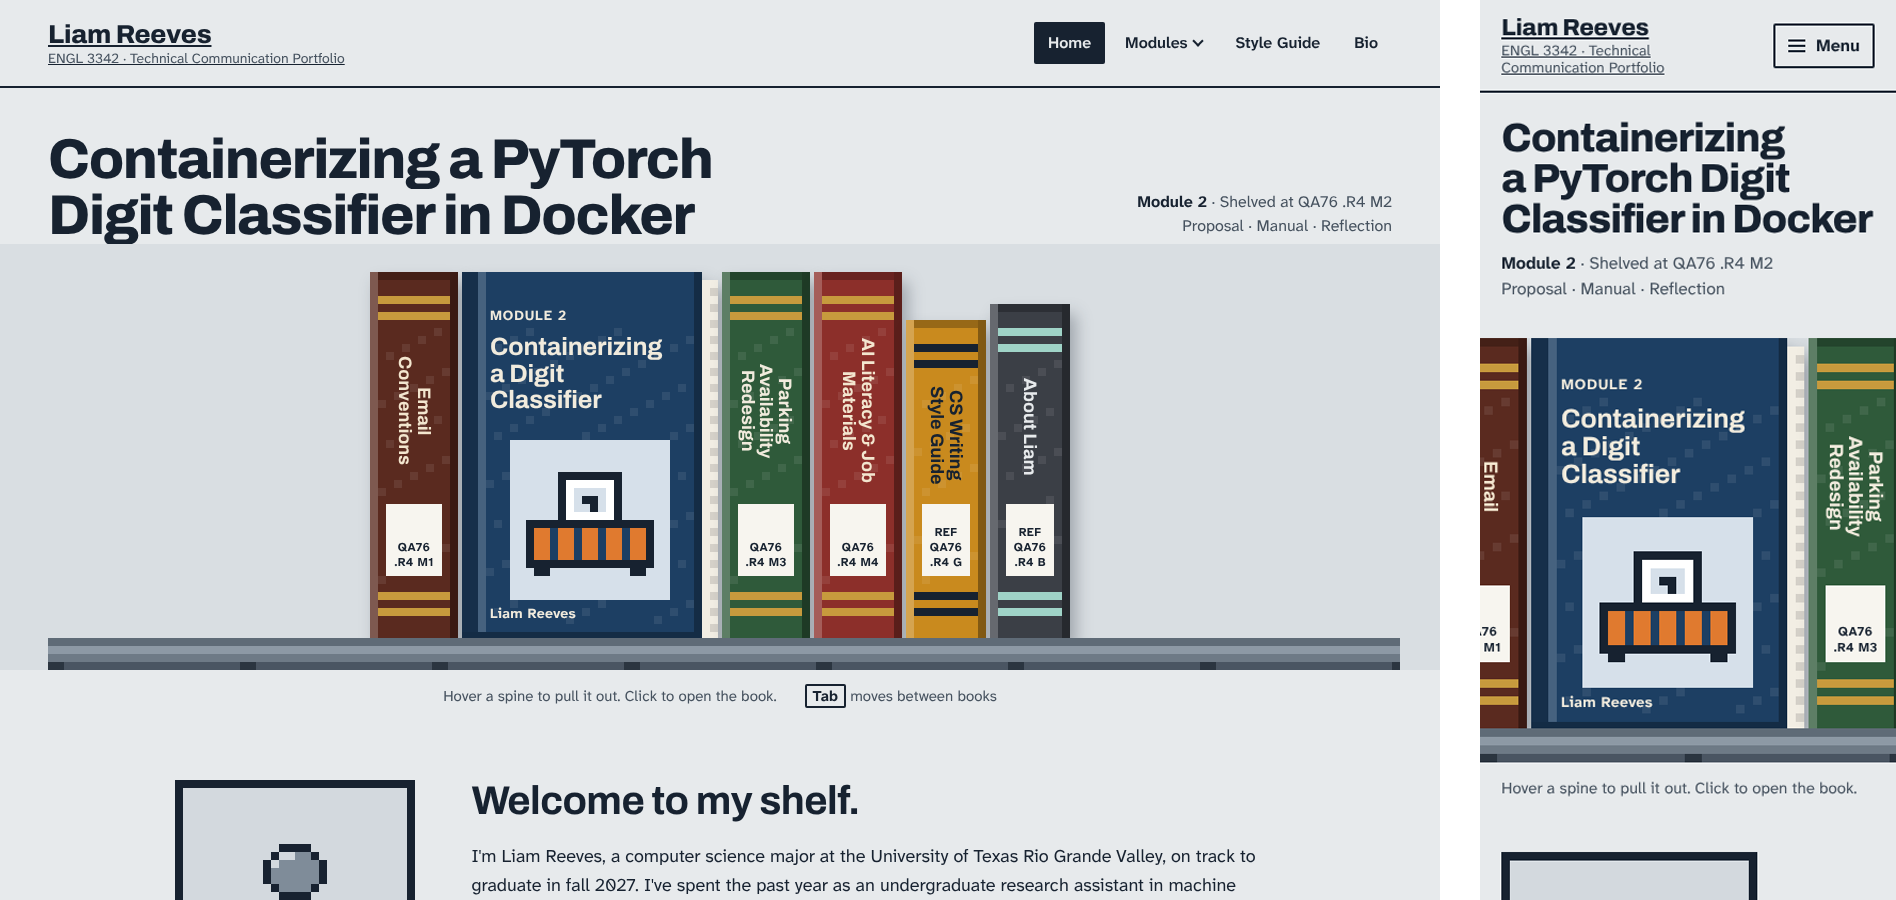 Liam Reeves
ENGL 3342 · Technical Communication Portfolio
Home
Modules
Style Guide
Bio
Containerizing a PyTorch
Digit Classifier in Docker
Module 2 · Shelved at QA76 .R4 M2
Proposal · Manual · Reflection
Email
Conventions
QA76
.R4 M1
MODULE 2
Containerizing
a Digit
Classifier
Liam Reeves
Parking
Availability
Redesign
QA76
.R4 M3
AI Literacy & Job
Materials
QA76
.R4 M4
CS Writing
Style Guide
REF
QA76
.R4 G
About Liam
REF
QA76
.R4 B
Hover a spine to pull it out. Click to open the book.
Tab moves between books
Welcome to my shelf.
I'm Liam Reeves, a computer science major at the University of Texas Rio Grande Valley, on track to
graduate in fall 2027. I've spent the past year as an undergraduate research assistant in machine
Liam Reeves
ENGL 3342 · Technical
Communication Portfolio
Menu
Containerizing
a PyTorch Digit
Classifier in Docker
Module 2 · Shelved at QA76 .R4 M2
Proposal · Manual · Reflection
Email
76
M1
MODULE 2
Containerizing
a Digit
Classifier
Liam Reeves
Parking
Availability
Redesign
QA76
.R4 M3
Hover a spine to pull it out. Click to open the book.